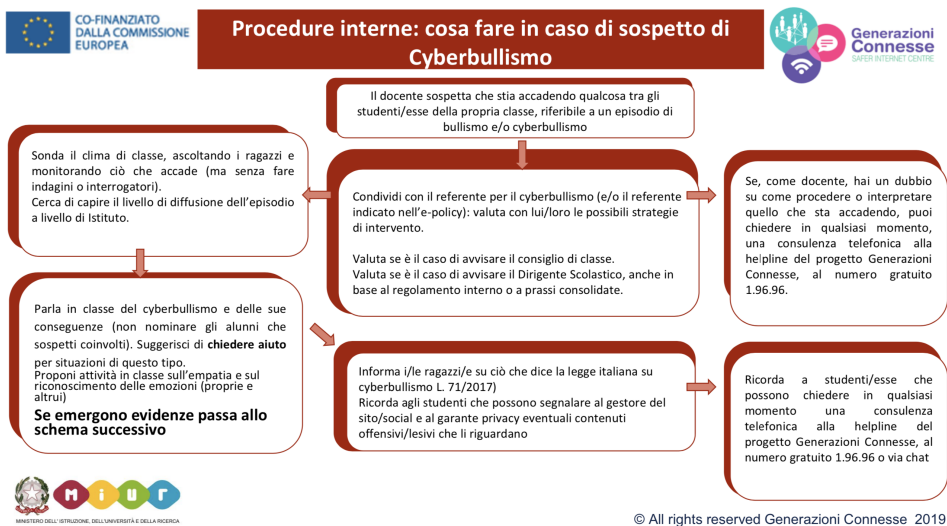 CO-FINANZIATO
DALLA COMMISSIONE
EUROPEA
Procedure interne: cosa fare in caso di sospetto di
Cyberbullismo
Generazioni
Connesse
SAFER INTERNET CENTRE
Il docente sospetta che stia accadendo qualcosa tra gli
studenti/esse della propria classe, riferibile a un episodio di
bullismo e/o cyberbullismo
Sonda il clima di classe, ascoltando i ragazzi e
monitorando ciò che accade (ma senza fare
indagini o interrogatori).
Cerca di capire il livello di diffusione dell'episodio
a livello di Istituto.
Condividi con il referente per il cyberbullismo (e/o il referente
indicato nell'e-policy): valuta con lui/loro le possibili strategie
di intervento.
Valuta se è il caso di avvisare il consiglio di classe.
Valuta se è il caso di avvisare il Dirigente Scolastico, anche in
base al regolamento interno o a prassi consolidate.
Se, come docente, hai un dubbio
su come procedere o interpretare
quello che sta accadendo, puoi
chiedere in qualsiasi momento,
una consulenza telefonica alla
helpline del progetto Generazioni
Connesse, al numero gratuito
1.96.96.
Parla in classe del cyberbullismo e delle sue
conseguenze (non nominare gli alunni che
sospetti coinvolti). Suggerisci di chiedere aiuto
per situazioni di questo tipo.
Proponi attività in classe sull'empatia e sul
riconoscimento delle emozioni (proprie e
altrui)
Se emergono evidenze passa allo
schema successivo
Informa i/le ragazzi/e su ciò che dice la legge italiana su
cyberbullismo L. 71/2017)
Ricorda agli studenti che possono segnalare al gestore del
sito/social e al garante privacy eventuali contenuti
offensivi/lesivi che li riguardano
Ricorda a studenti/esse che
possono chiedere in qualsiasi
momento una consulenza
telefonica alla helpline del
progetto Generazioni Connesse, al
numero gratuito 1.96.96 o via chat
miur
MINISTERO DELL' ISTRUZIONE, DELL'UNIVERSITÀ E DELLA RICERCA
© All rights reserved Generazioni Connesse 2019